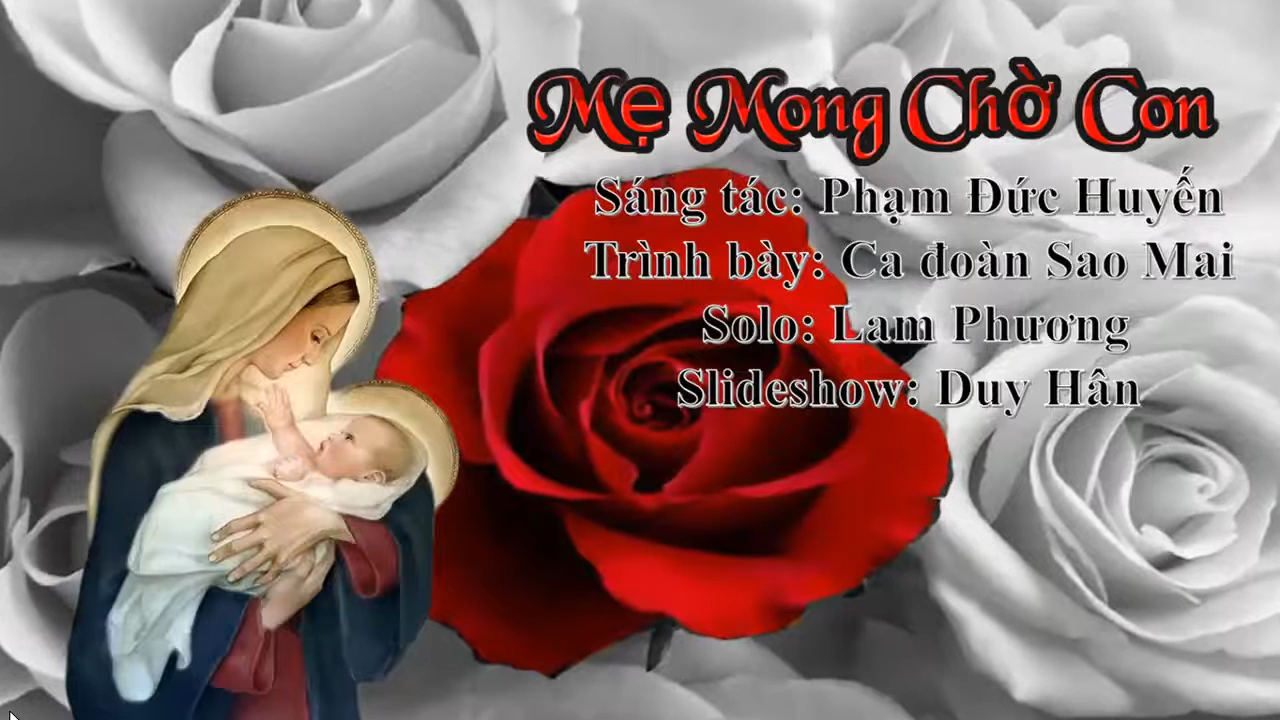 Mẹ Mong Chờ Con
Sáng tác: Phạm Đức Huyến
Trình bày: Ca đoàn Sao Mai
Solo: Lam Phương
Slideshow: Duy Hân